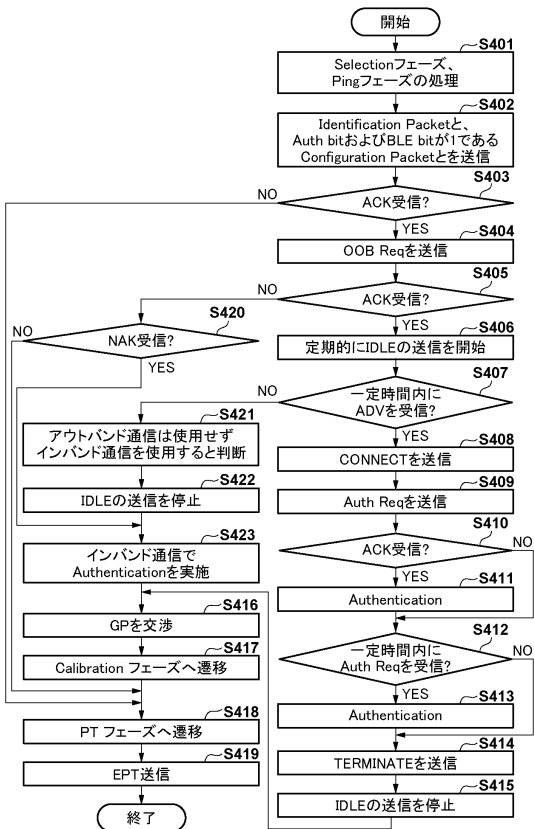 開始
S401
Selectionフェーズ、
Pingフェーズの処理
S402
Identification Packetと、
Auth bitおよびBLE bitが1である
Configuration Packetとを送信
S403
NO
ACK受信?
YES
S404
OOB Reqを送信
S405
NO
ACK受信?
YES
S420
NO
NAK受信?
YES
S406
定期的にIDLEの送信を開始
S407
NO
一定時間内に
ADVを受信?
YES
S421
アウトバンド通信は使用せず
インバンド通信を使用すると判断
S408
CONNECTを送信
S422
IDLEの送信を停止
S409
Auth Reqを送信
S423
インバンド通信で
Authenticationを実施
S410
ACK受信?
NO
YES
S411
Authentication
S416
GPを交渉
S412
一定時間内に
Auth Reqを受信?
NO
YES
S417
Calibration フェーズへ遷移
S413
Authentication
S418
PT フェーズへ遷移
S414
TERMINATEを送信
S419
EPT送信
S415
IDLEの送信を停止
終了